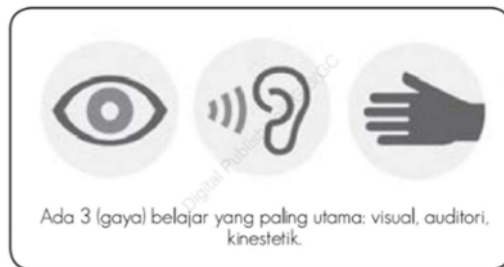 Ada 3 (gaya) belajar yang paling utama: visual, auditori,
kinestetik.